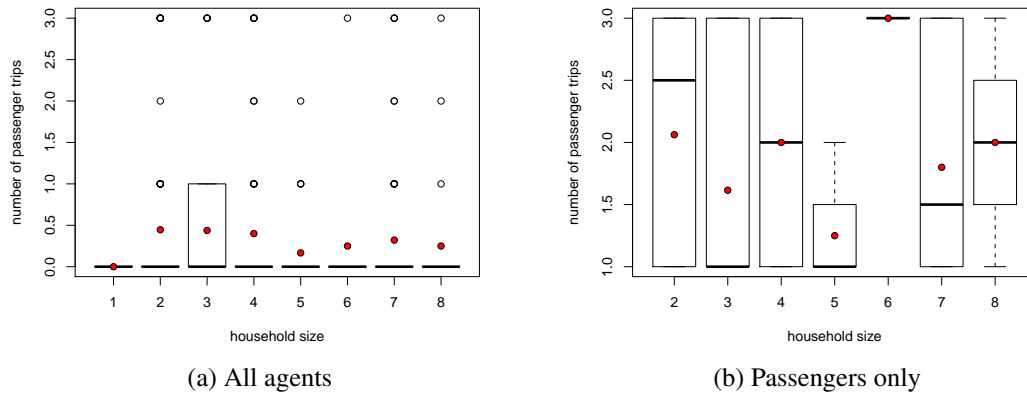 number of passenger trips
3.0
2.5
2.0
1.5
1.0
0.5
0.0
1 2 3 4 5 6 7 8
household size
(a) All agents
number of passenger trips
3.0
2.5
2.0
1.5
1.0
2 3 4 5 6 7 8
household size
(b) Passengers only